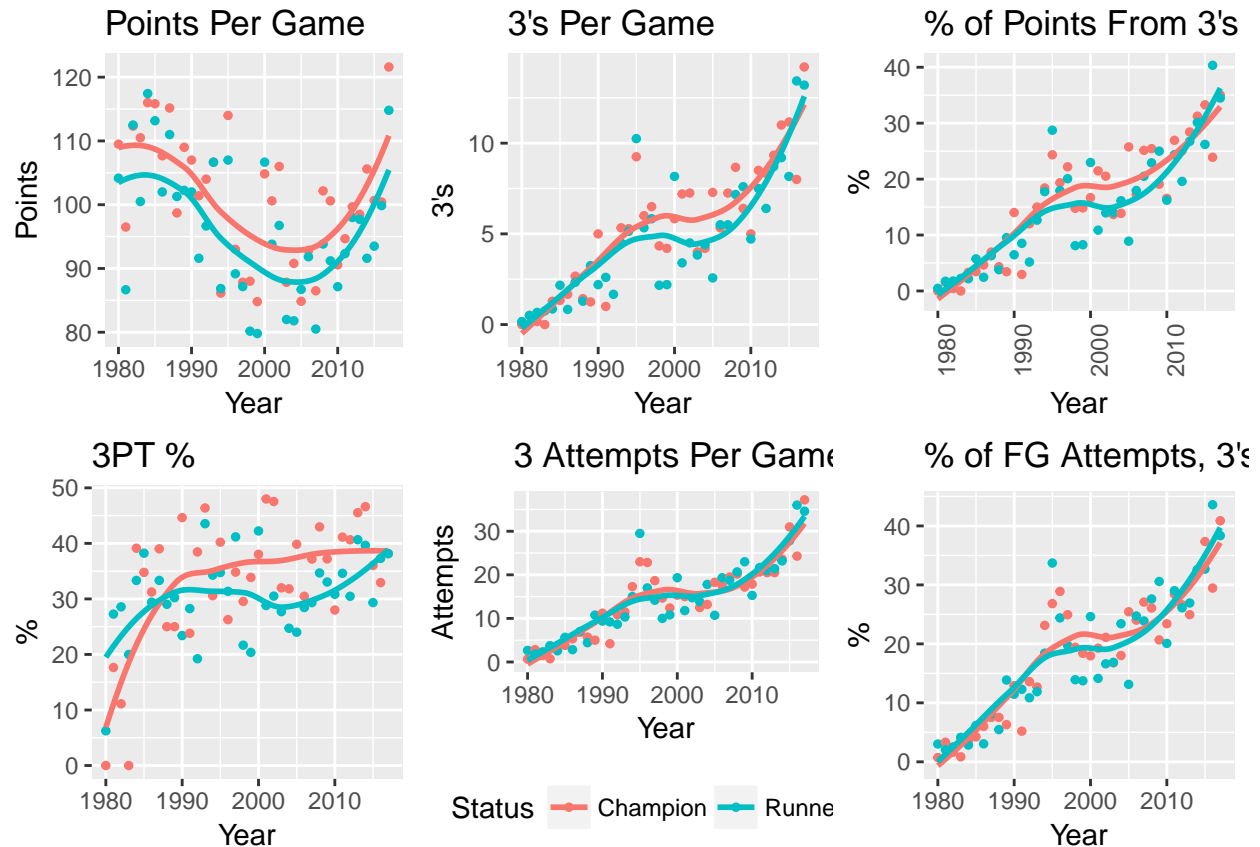 Points Per Game
120
110
100
90
80
Points
1980 1990 2000 2010
Year
3's Per Game
10
5
0
3's
1980 1990 2000 2010
Year
% of Points From 3's
40
30
20
10
0
%
1980 1990 2000 2010
Year
3PT %
50
40
30
20
10
0
%
1980 1990 2000 2010
Year
3 Attempts Per Game
30
20
10
0
Attempts
1980 1990 2000 2010
Year
Status Champion Runne
% of FG Attempts, 3's
40
30
20
10
0
%
1980 1990 2000 2010
Year